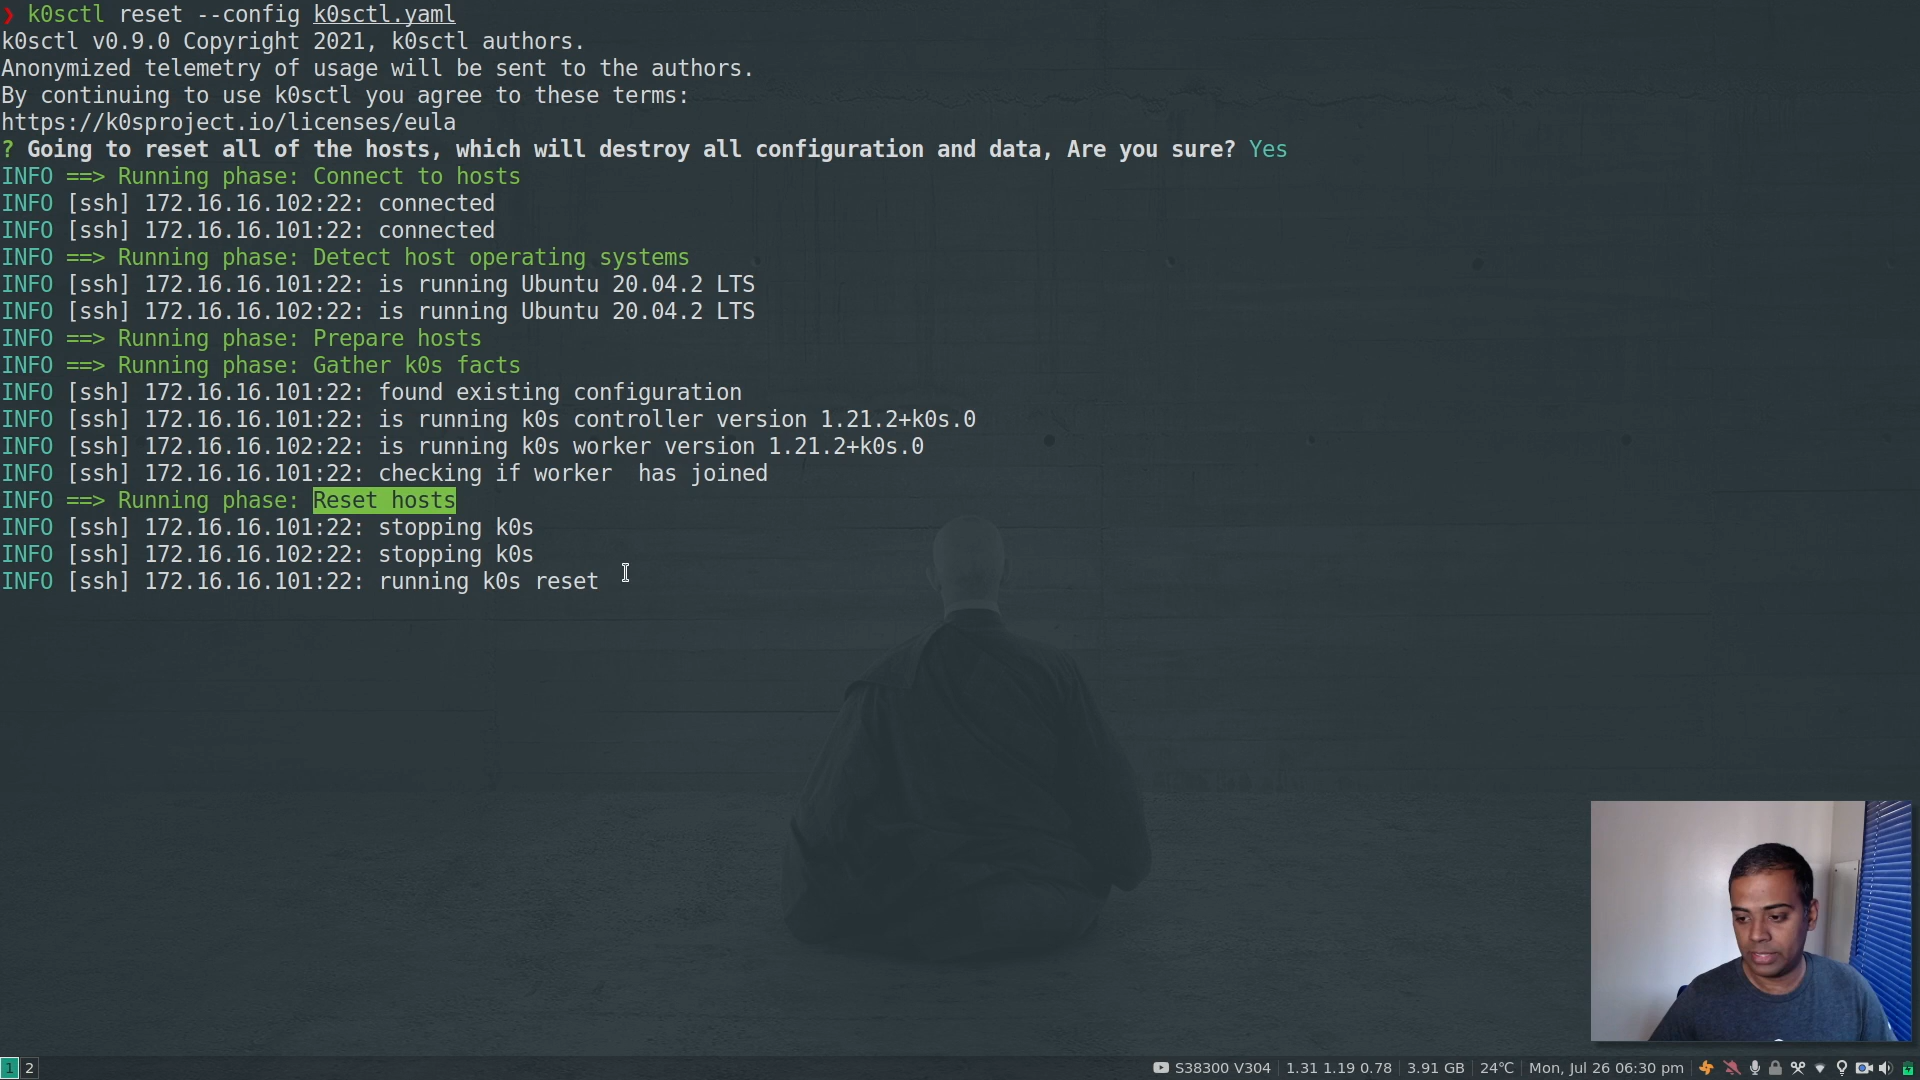 ❯ k0sctl reset --config k0sctl.yaml
k0sctl v0.9.0 Copyright 2021, k0sctl authors.
Anonymized telemetry of usage will be sent to the authors.
By continuing to use k0sctl you agree to these terms:
https://k0sproject.io/licenses/eula
? Going to reset all of the hosts, which will destroy all configuration and data, Are you sure? Yes
INFO ==> Running phase: Connect to hosts
INFO [ssh] 172.16.16.102:22: connected
INFO [ssh] 172.16.16.101:22: connected
INFO ==> Running phase: Detect host operating systems
INFO [ssh] 172.16.16.101:22: is running Ubuntu 20.04.2 LTS
INFO [ssh] 172.16.16.102:22: is running Ubuntu 20.04.2 LTS
INFO ==> Running phase: Prepare hosts
INFO ==> Running phase: Gather k0s facts
INFO [ssh] 172.16.16.101:22: found existing configuration
INFO [ssh] 172.16.16.101:22: is running k0s controller version 1.21.2+k0s.0
INFO [ssh] 172.16.16.102:22: is running k0s worker version 1.21.2+k0s.0
INFO [ssh] 172.16.16.101:22: checking if worker  has joined
INFO ==> Running phase: Reset hosts
INFO [ssh] 172.16.16.101:22: stopping k0s
INFO [ssh] 172.16.16.102:22: stopping k0s
INFO [ssh] 172.16.16.101:22: running k0s reset
1 2 S38300 V304 1.31 1.19 0.78 3.91 GB 24℃ Mon, Jul 26 06:30 pm